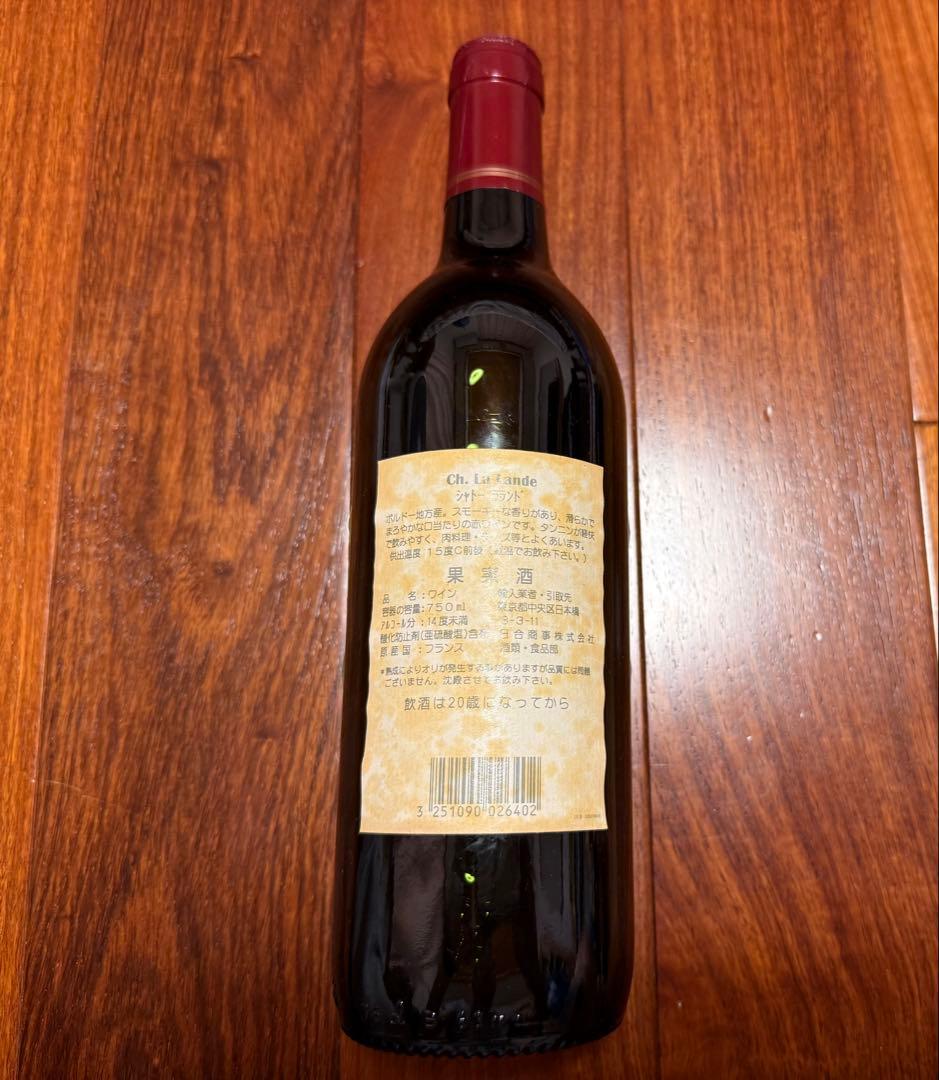 Ch. La Lande
シャトー ラランド
ボルドー地方産。スモーキーな香りがあり、滑らかで
まろやかな口当たりの赤ワインです。タンニンが軽快
で飲みやすく、肉料理・チーズ等とよくあいます。
供出温度 15度C前後(室温でお飲み下さい。)
果実酒
品名:ワイン 輸入業者・引取先
容器の容量:750ml 東京都中央区日本橋
アルコール分:14度未満 3-11
酸化防止剤(亜硫酸塩)含有 合商事株式会社
原産国:フランス 酒類・食品部
*熟成によりオリが発生する事がありますが品質には問題
ございません。沈殿させてお飲み下さい。
飲酒は20歳になってから
3 251090 026402